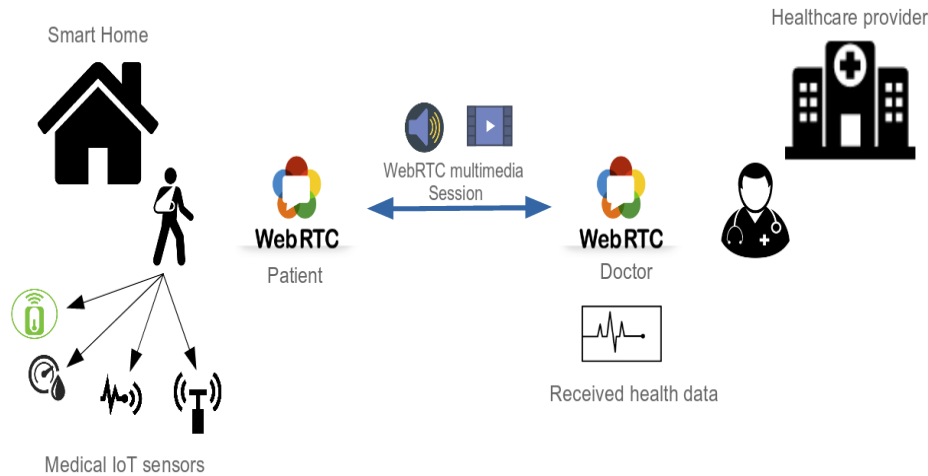 Healthcare provider
Smart Home
WebRTC multimedia
Session
WebRTC
WebRTC
Patient
Doctor
Received health data
Medical IoT sensors